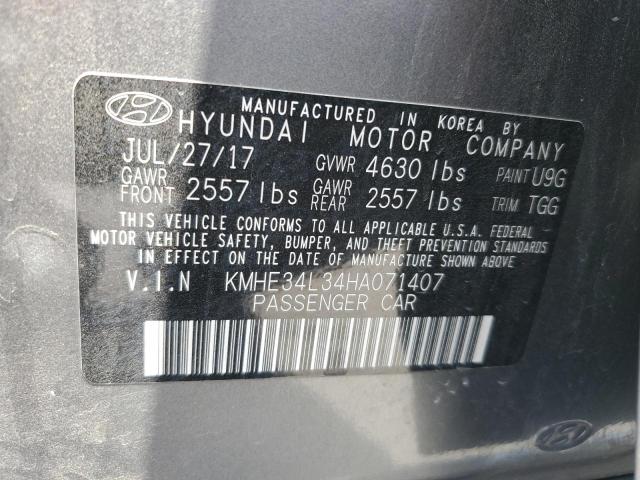 MANUFACTURED IN KOREA BY
HYUNDAI MOTOR COMPANY
JUL/27/17 GVWR 4630 lbs PAINT U9G
GAWR FRONT 2557 lbs GAWR REAR 2557 lbs TRIM TGG
THIS VEHICLE CONFORMS TO ALL APPLICABLE U.S.A. FEDERAL
MOTOR VEHICLE SAFETY, BUMPER, AND THEFT PREVENTION STANDARDS
IN EFFECT ON THE DATE OF MANUFACTURE SHOWN ABOVE
V.I.N KMHE34L34HA071407
PASSENGER CAR